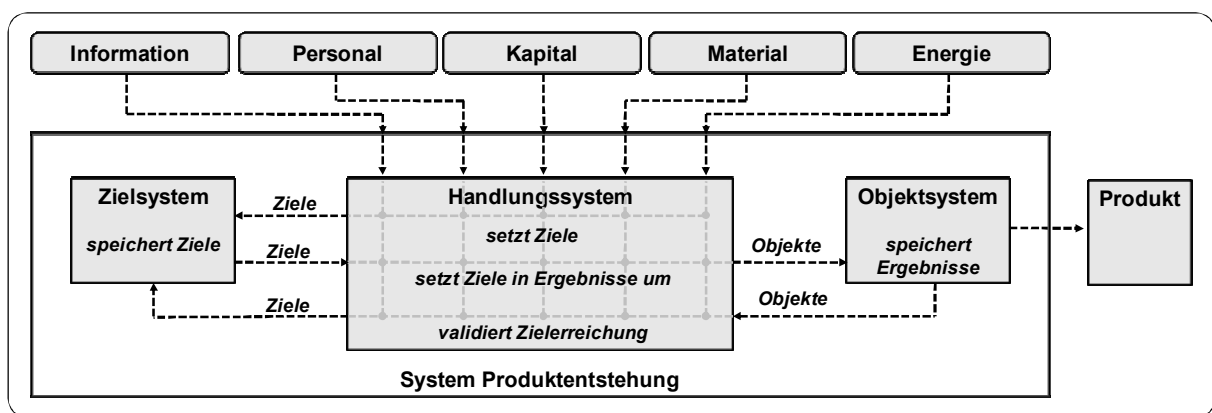 Information
Personal
Kapital
Material
Energie
Zielsystem
speichert Ziele
Ziele
Ziele
Ziele
Handlungssystem
setzt Ziele
setzt Ziele in Ergebnisse um
validiert Zielerreichung
Objekte
Objekte
Objektsystem
speichert
Ergebnisse
Produkt
System Produktentstehung